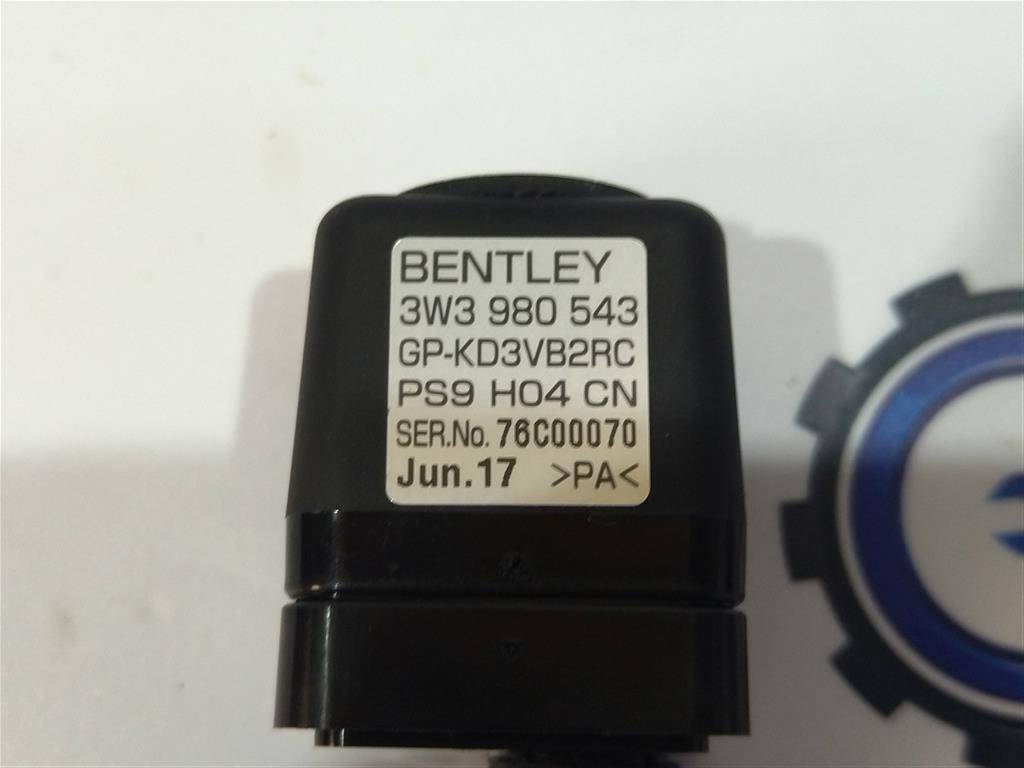 BENTLEY
3W3 980 543
GP-KD3VB2RC
PS9 H04 CN
SER.No. 76C00070
Jun.17 >PA<